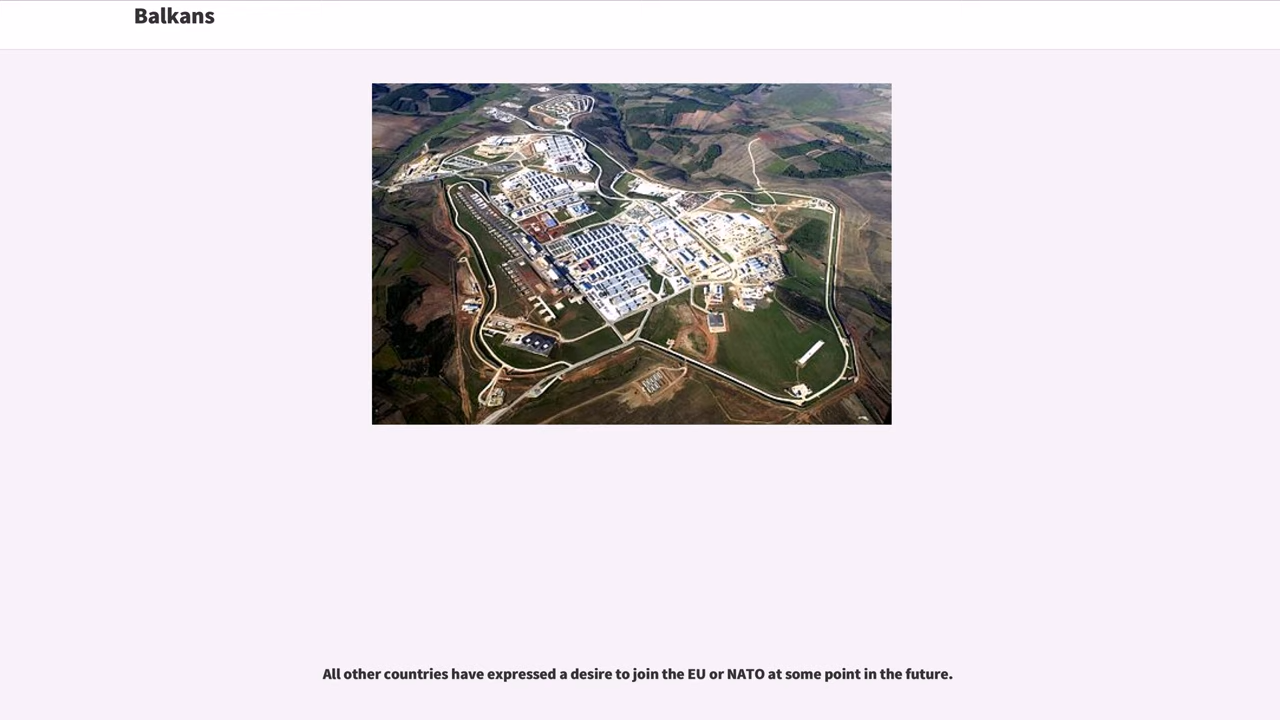 Balkans
All other countries have expressed a desire to join the EU or NATO at some point in the future.